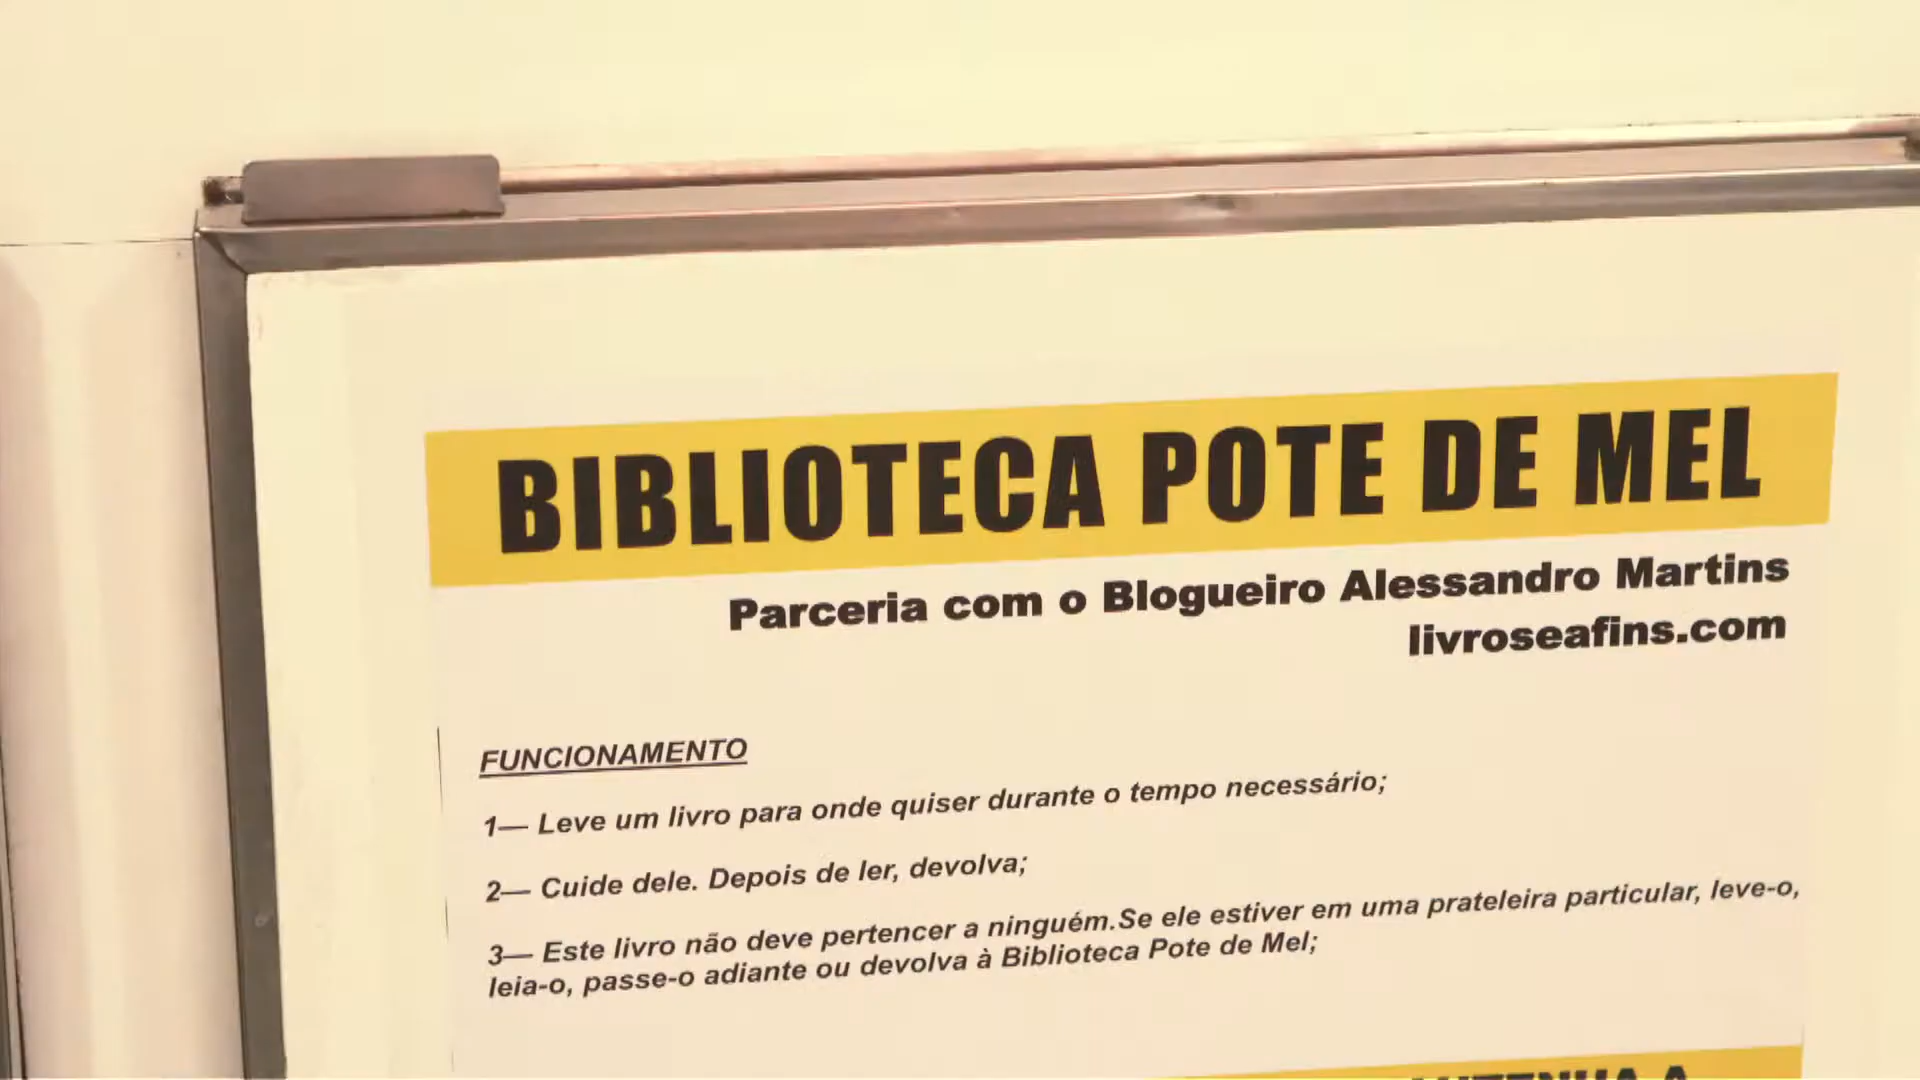 BIBLIOTECA POTE DE MEL
Parceria com o Blogueiro Alessandro Martins
livroseafins.com
FUNCIONAMENTO
1— Leve um livro para onde quiser durante o tempo necessário;
2— Cuide dele. Depois de ler, devolva;
3— Este livro não deve pertencer a ninguém.Se ele estiver em uma prateleira particular, leve-o,
leia-o, passe-o adiante ou devolva à Biblioteca Pote de Mel;